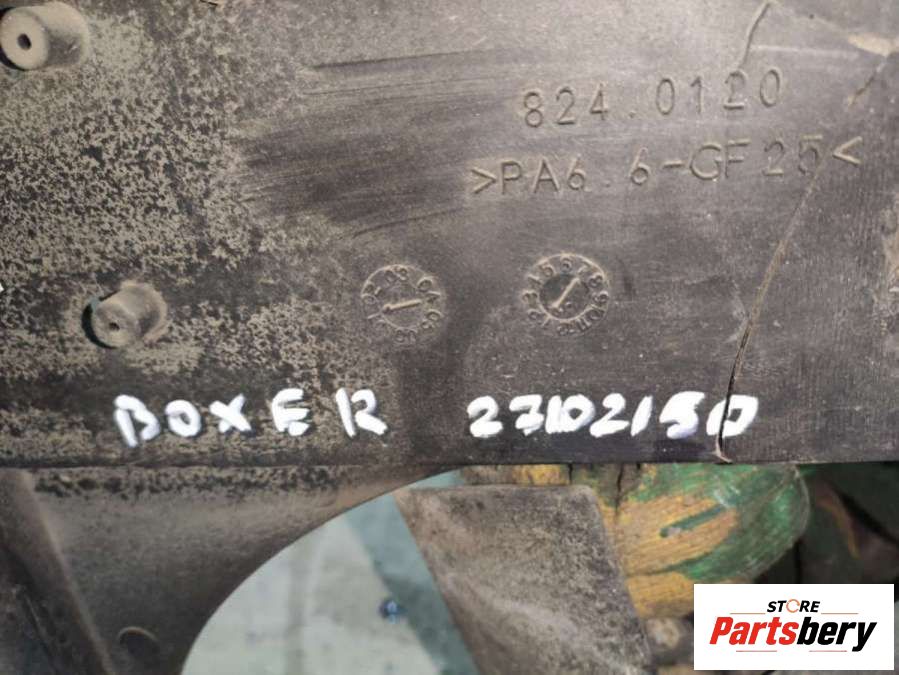 824.0120
>PA6.6-GF25<
BOXER 27102150
STORE
Partsbery